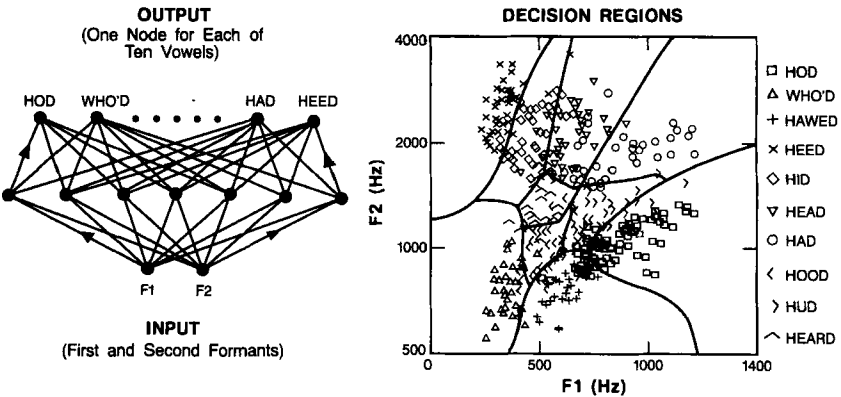 OUTPUT
(One Node for Each of
Ten Vowels)
HOD WHO'D HAD HEED
F1 F2
INPUT
(First and Second Formants)
DECISION REGIONS
4000
2000
1000
500
F2 (Hz)
0 500 1000 1400
F1 (Hz)
HOD
WHO'D
HAWED
HEED
HID
HEAD
HAD
HOOD
HUD
HEARD